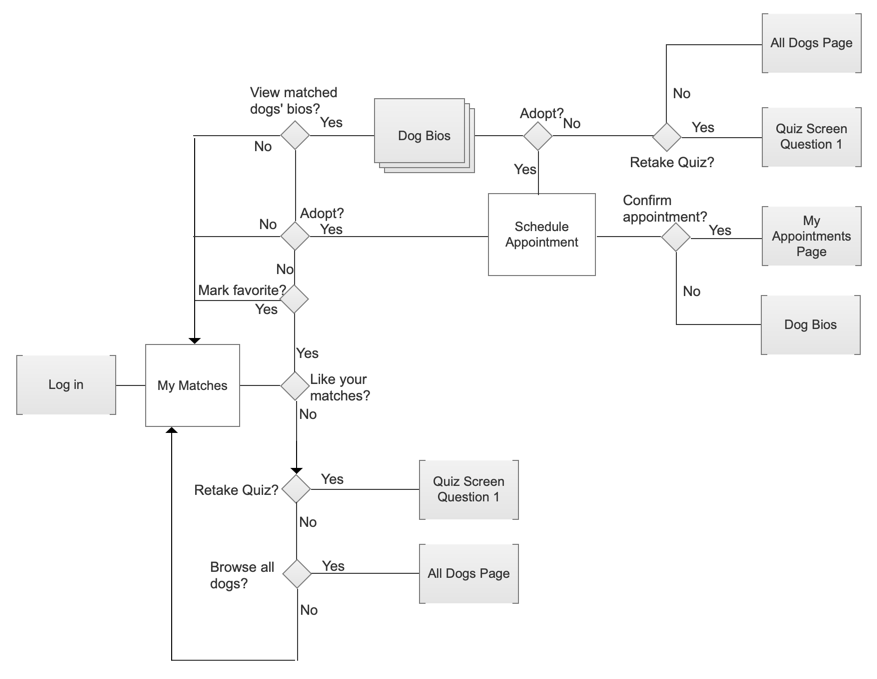 All Dogs Page
View matched
dogs' bios?
Yes
No
Dog Bios
Adopt?
No
Yes
No
Yes
Retake Quiz?
Quiz Screen
Question 1
Adopt?
No
Yes
No
Schedule
Appointment
Confirm
appointment?
Yes
No
My
Appointments
Page
Dog Bios
Mark favorite?
Yes
Yes
Log in
My Matches
Like your
matches?
No
Retake Quiz?
Yes
No
Quiz Screen
Question 1
Browse all
dogs?
Yes
No
All Dogs Page